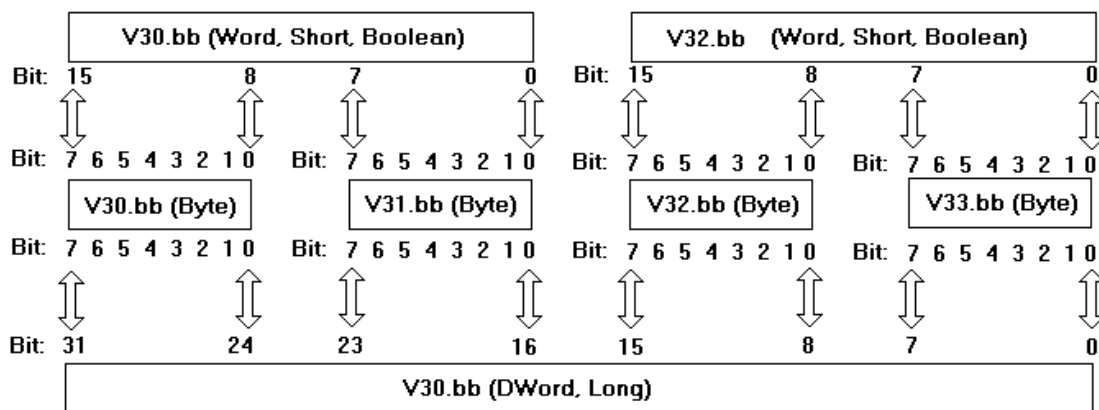 V30.bb (Word, Short, Boolean) V32.bb (Word, Short, Boolean)
Bit: 15 8 7 0 Bit: 15 8 7 0
Bit: 7 6 5 4 3 2 1 0 Bit: 7 6 5 4 3 2 1 0 Bit: 7 6 5 4 3 2 1 0 Bit: 7 6 5 4 3 2 1 0
V30.bb (Byte) V31.bb (Byte) V32.bb (Byte) V33.bb (Byte)
Bit: 7 6 5 4 3 2 1 0 Bit: 7 6 5 4 3 2 1 0 Bit: 7 6 5 4 3 2 1 0 Bit: 7 6 5 4 3 2 1 0
Bit: 31 24 23 16 15 8 7 0
V30.bb (DWord, Long)